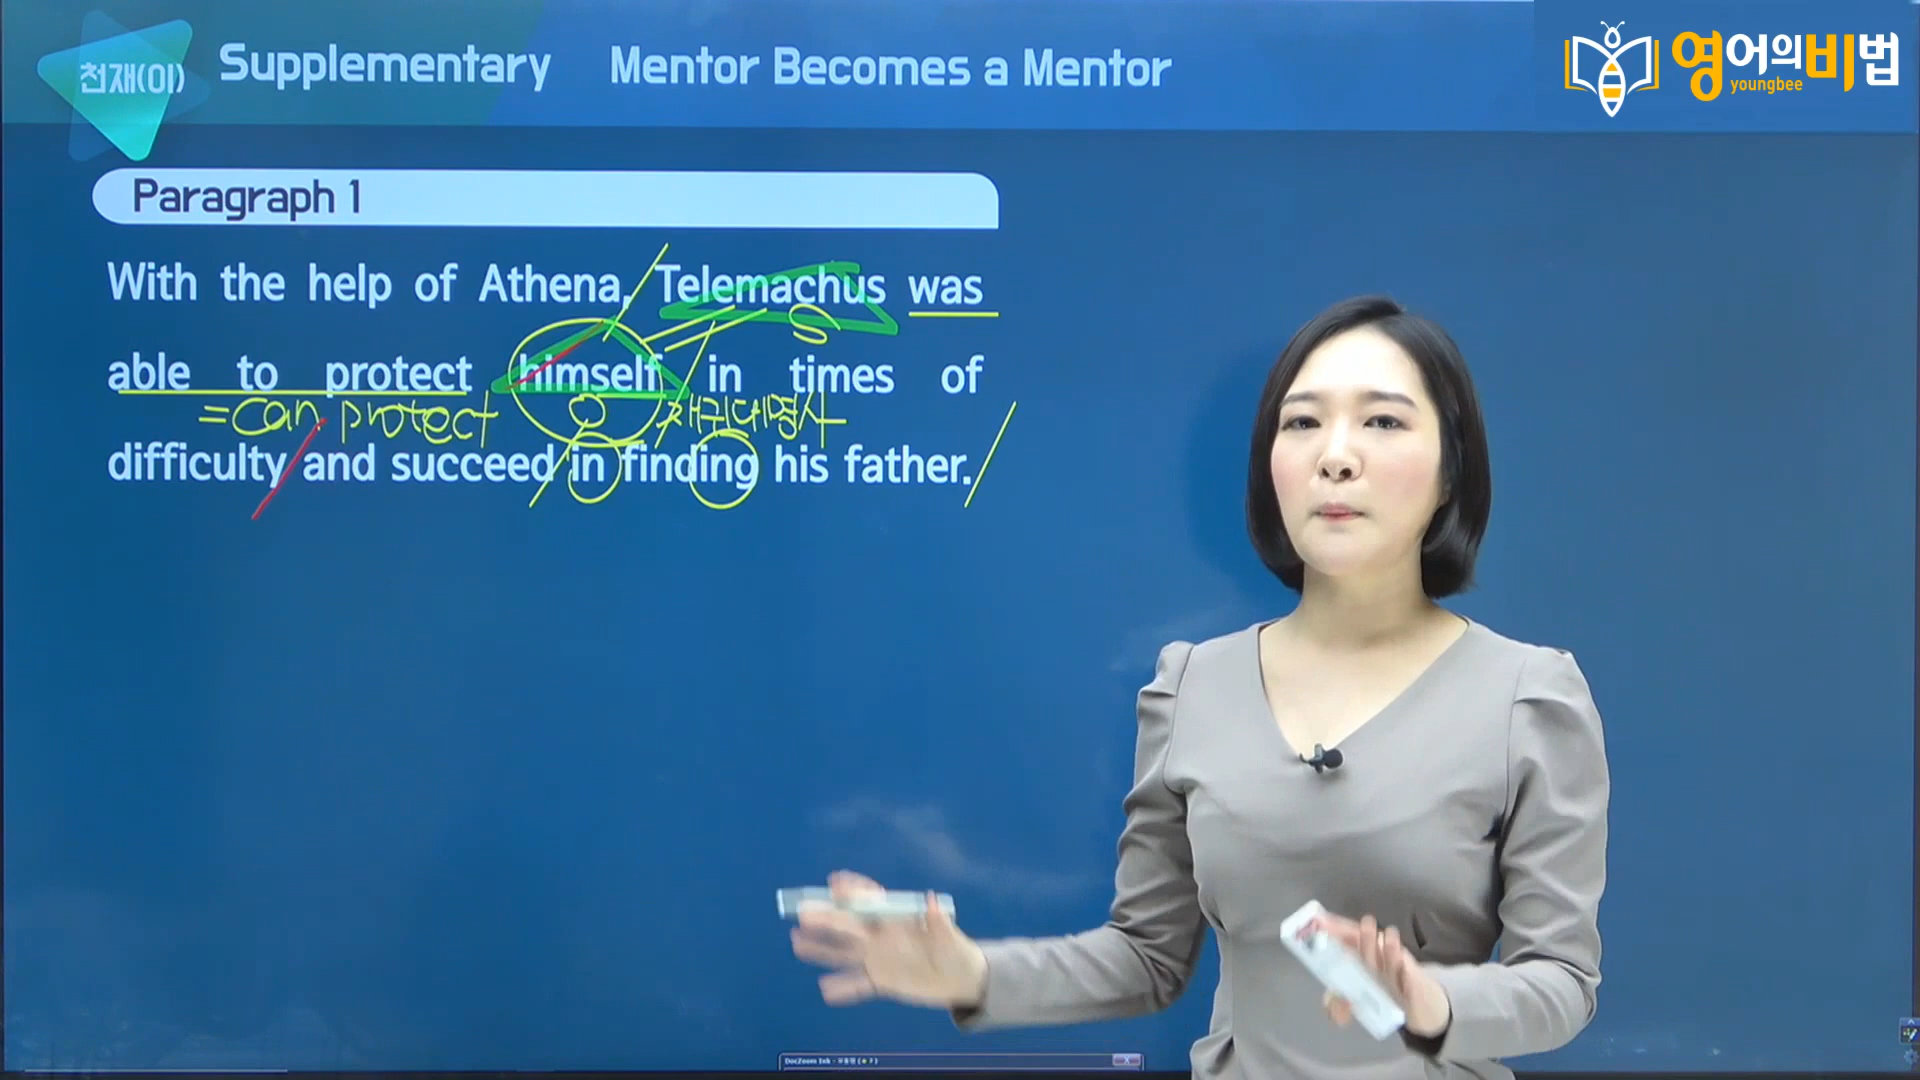 천재(이) Supplementary Mentor Becomes a Mentor
영어의비법
youngbee
Paragraph 1
With the help of Athena, Telemachus was
S
able to protect himself in times of
= can protect O 재귀대명사
difficulty and succeed in finding his father.